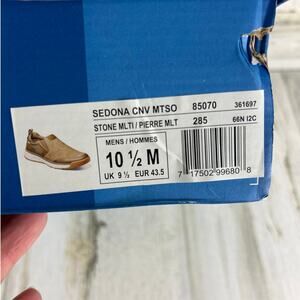 SEDONA CNV MTSO 85070 361697
STONE MLTI / PIERRE MLT 285 66N I2C
MENS / HOMMES
10 ½ M
UK 9 ½ EUR 43.5
7 17502 99680 8